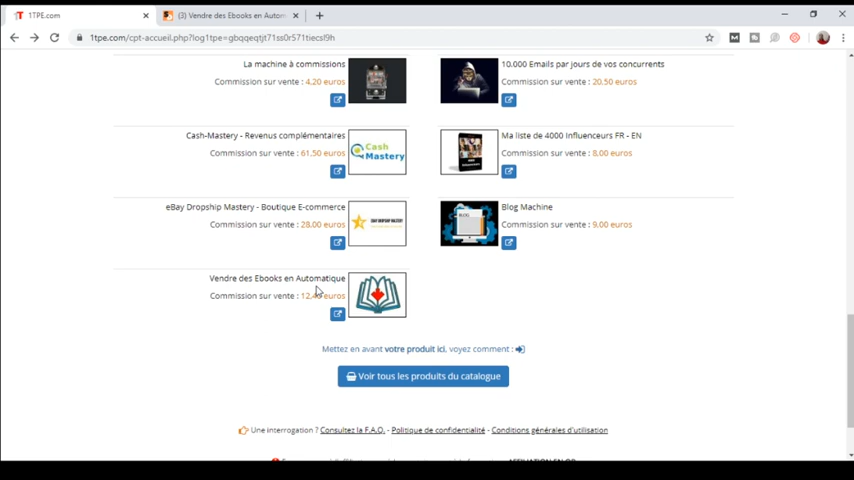 1TPE.com
(3) Vendre des Ebooks en Autom
1tpe.com/cpt-accueil.php?log1tpe=gbqqeqtjt71ss0r571tiecsl9h
La machine à commissions
Commission sur vente : 4,20 euros
10.000 Emails par jours de vos concurrents
Commission sur vente : 20.50 euros
Cash-Mastery - Revenus complémentaires
Commission sur vente : 61,50 euros
Cash
Mastery
Ma liste de 4000 Influenceurs FR - EN
Commission sur vente : 8,00 euros
eBay Dropship Mastery - Boutique E-commerce
Commission sur vente : 28,00 euros
EBAY DROPSHIP MASTERY
Blog Machine
Commission sur vente : 9,00 euros
BLOG
Vendre des Ebooks en Automatique
Commission sur vente : euros
Mettez en avant votre produit ici, voyez comment :
Voir tous les produits du catalogue
Une interrogation ? Consultez la F.A.Q. - Politique de confidentialité - Conditions générales d'utilisation